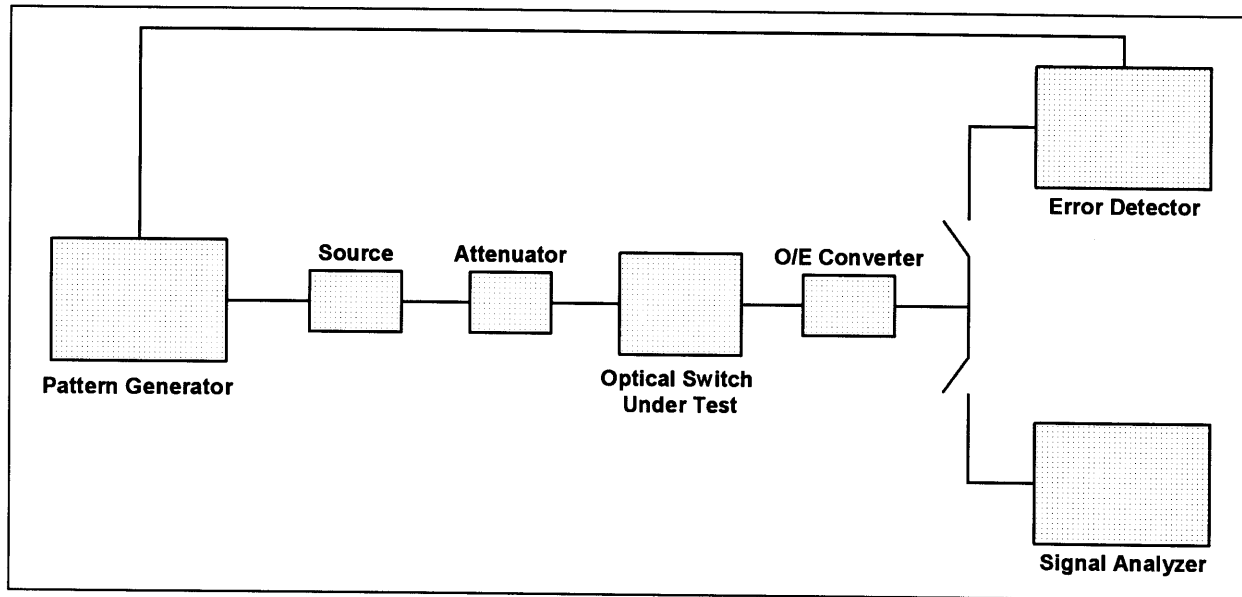 Error Detector
Source
Attenuator
O/E Converter
Pattern Generator
Optical Switch
Under Test
Signal Analyzer